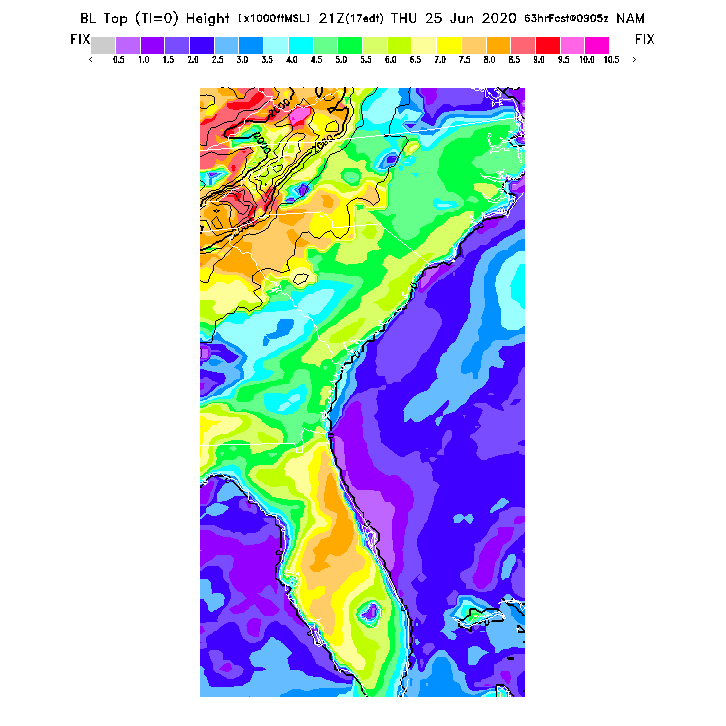 BL Top (TI=0) Height [x1000ftMSL] 21Z(17edt) THU 25 Jun 2020 63hrFcst@0905z NAM
FIX FIX
< 0.5 1.0 1.5 2.0 2.5 3.0 3.5 4.0 4.5 5.0 5.5 6.0 6.5 7.0 7.5 8.0 8.5 9.0 9.5 10.0 10.5 >
2000
2000
2000